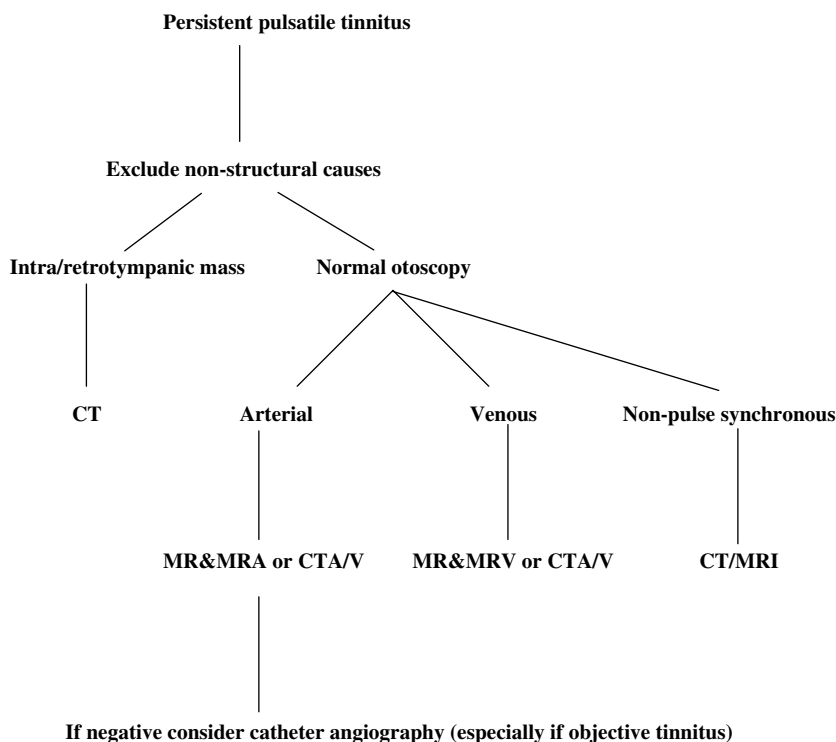 Persistent pulsatile tinnitus
Exclude non-structural causes
Intra/retrotympanic mass
Normal otoscopy
CT
Arterial
Venous
Non-pulse synchronous
MR&MRA or CTA/V
MR&MRV or CTA/V
CT/MRI
If negative consider catheter angiography (especially if objective tinnitus)